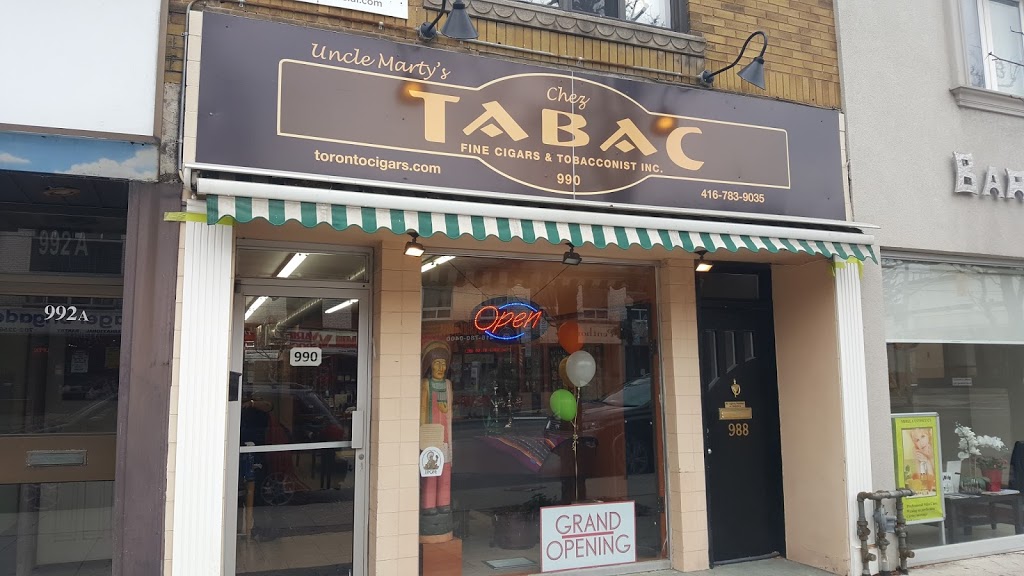 Uncle Marty's
Chez
TABAC
FINE CIGARS & TOBACCONIST INC.
990
torontocigars.com
416-783-9035
992A
992A
990
Open
988
GRAND
OPENING
BAR